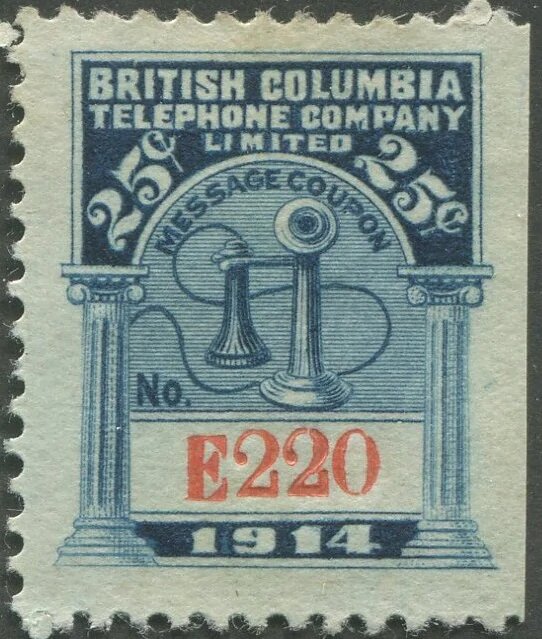 BRITISH COLUMBIA
TELEPHONE COMPANY
LIMITED
25¢ 25¢
MESSAGE COUPON
No.
E220
1914